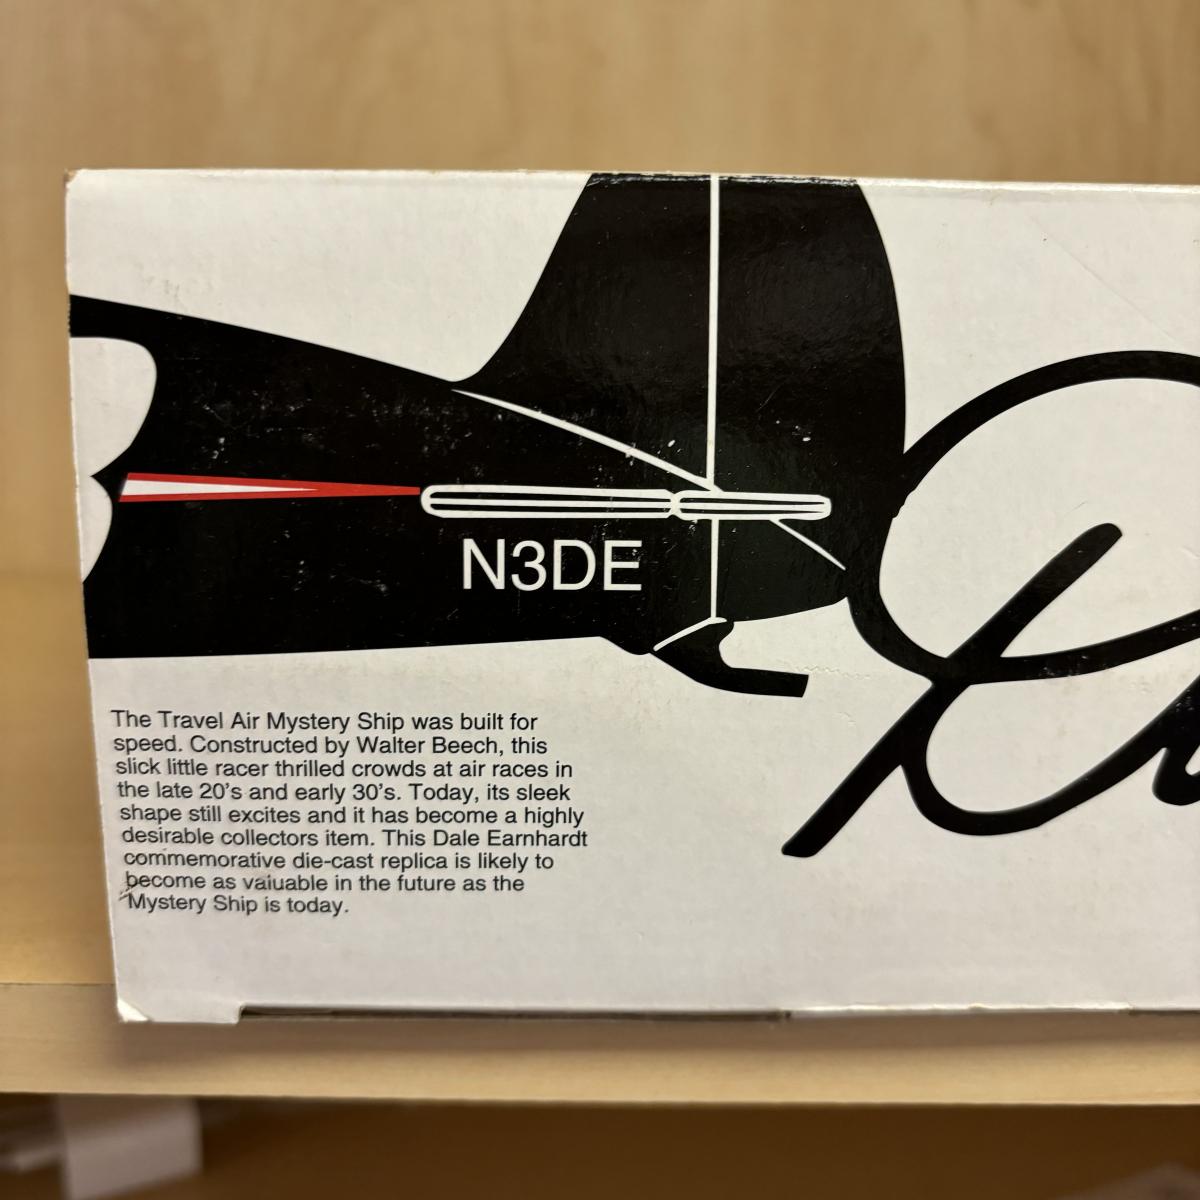 N3DE
The Travel Air Mystery Ship was built for
speed. Constructed by Walter Beech, this
slick little racer thrilled crowds at air races in
the late 20's and early 30's. Today, its sleek
shape still excites and it has become a highly
desirable collectors item. This Dale Earnhardt
commemorative die-cast replica is likely to
become as valuable in the future as the
Mystery Ship is today.